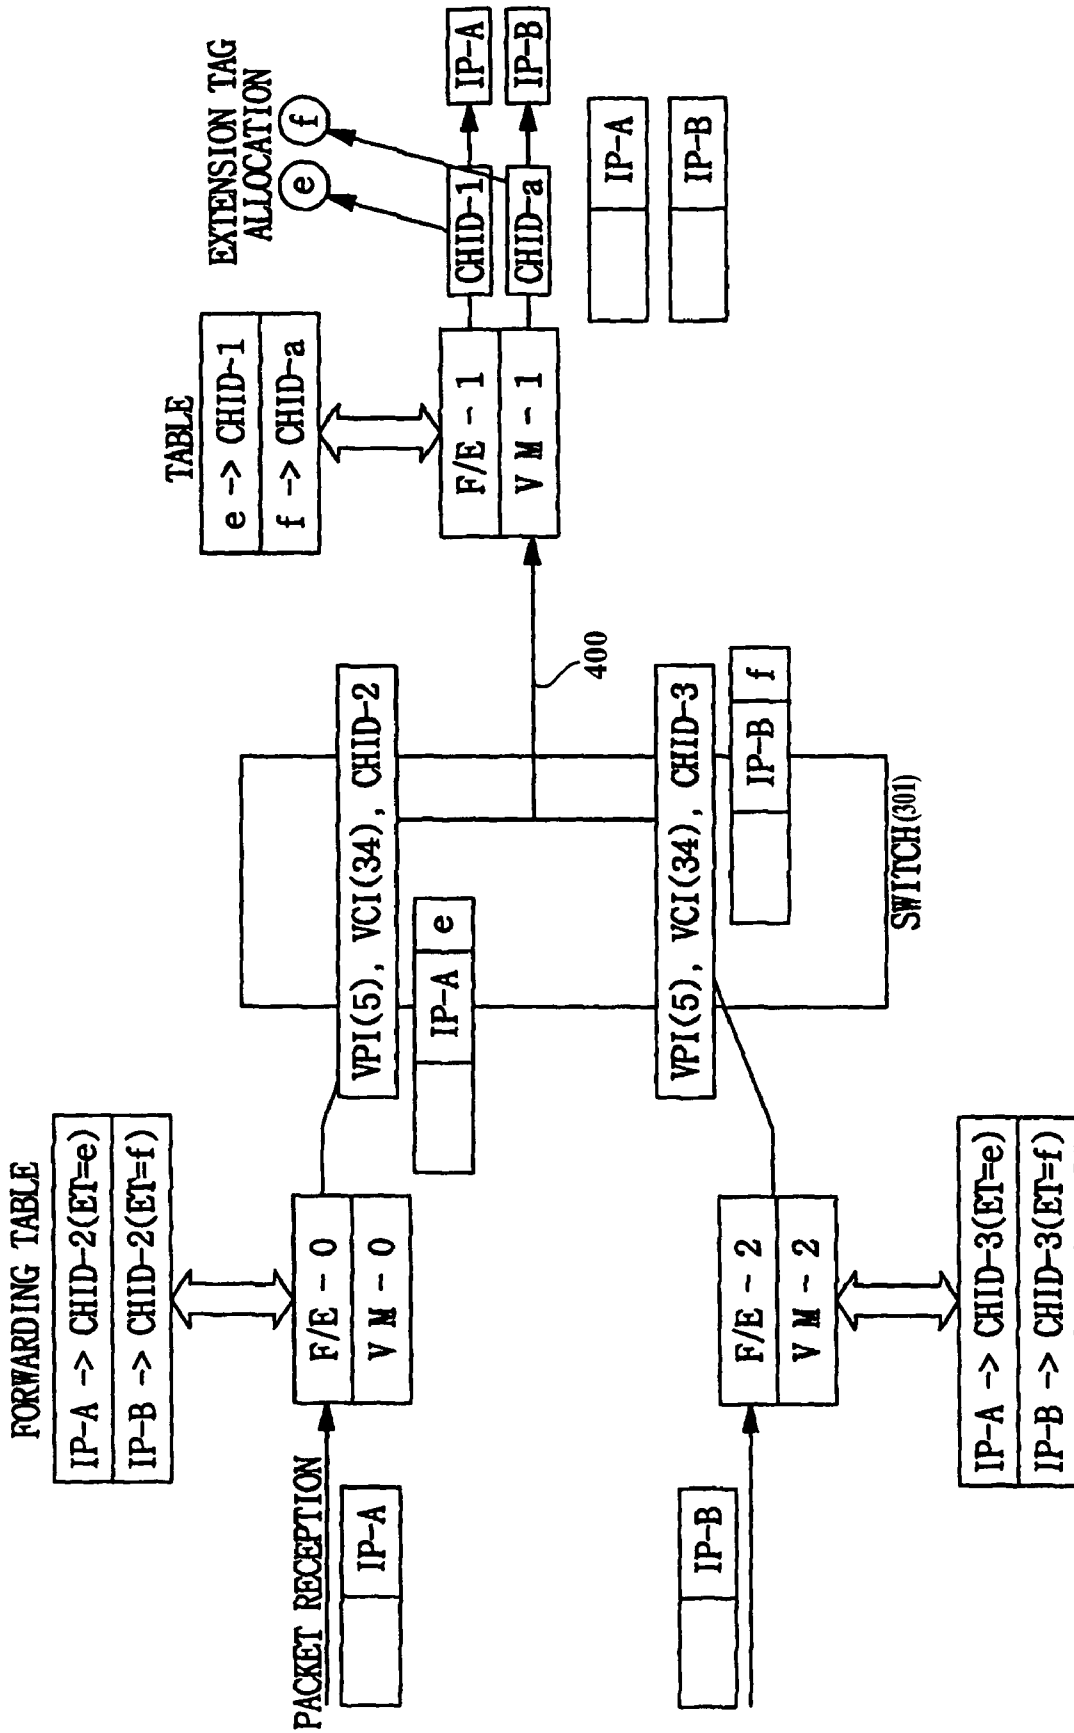 FORWARDING TABLE
IP-A -> CHID-2(ET=e)
IP-B -> CHID-2(ET=f)
PACKET RECEPTION
IP-A
F/E - 0
V M - 0
IP-B
F/E - 2
V M - 2
IP-A -> CHID-3(ET=e)
IP-B -> CHID-3(ET=f)
VPI(5), VCI(34), CHID-2
IP-A e
VPI(5), VCI(34), CHID-3
IP-B f
SWITCH(301)
400
TABLE
e -> CHID-1
f -> CHID-a
F/E - 1
V M - 1
EXTENSION TAG
ALLOCATION
e f
CHID-1 IP-A
CHID-a IP-B
IP-A
IP-B